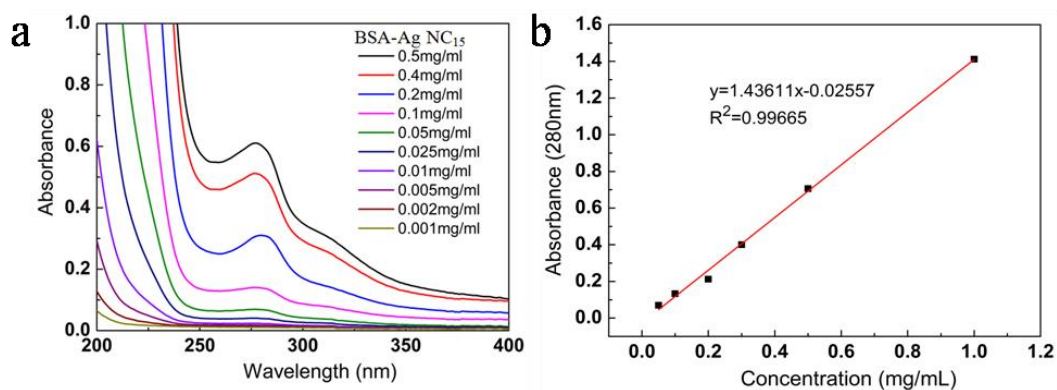 a
BSA-Ag NC15
0.5mg/ml
0.4mg/ml
0.2mg/ml
0.1mg/ml
0.05mg/ml
0.025mg/ml
0.01mg/ml
0.005mg/ml
0.002mg/ml
0.001mg/ml
1.0
0.8
0.6
0.4
0.2
0.0
Absorbance
200
250
300
350
400
Wavelength (nm)
b
y=1.43611x-0.02557
R²=0.99665
1.6
1.4
1.2
1.0
0.8
0.6
0.4
0.2
0.0
Absorbance (280nm)
0.0
0.2
0.4
0.6
0.8
1.0
1.2
Concentration (mg/mL)